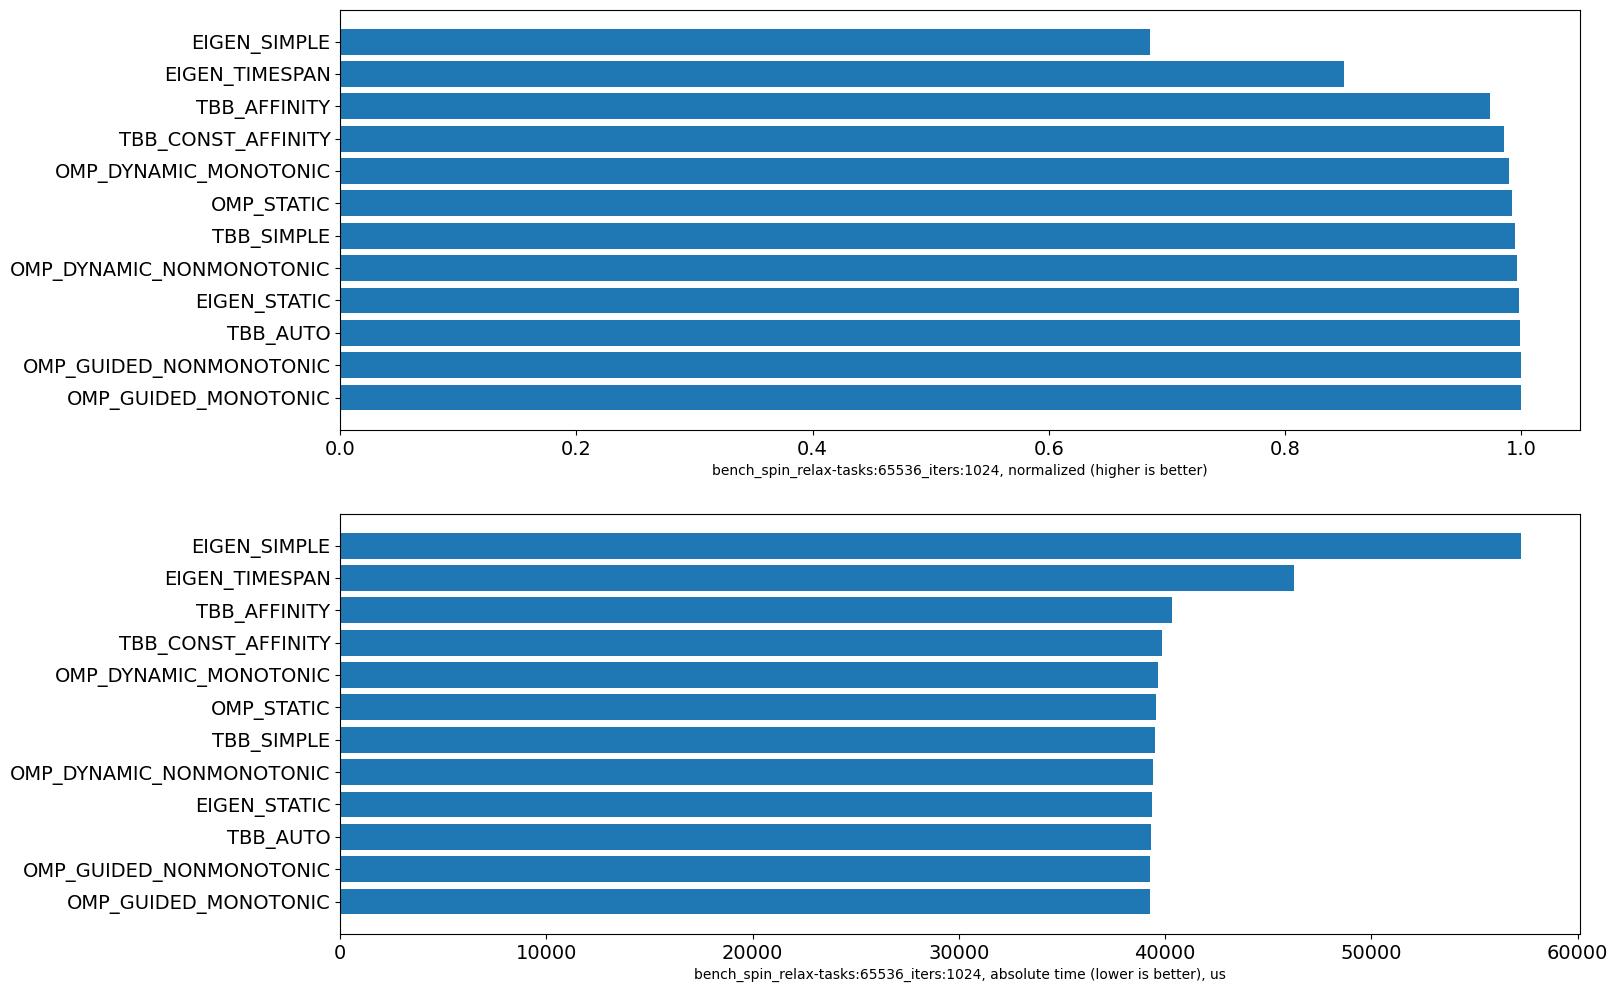 EIGEN_SIMPLE
EIGEN_TIMESPAN
TBB_AFFINITY
TBB_CONST_AFFINITY
OMP_DYNAMIC_MONOTONIC
OMP_STATIC
TBB_SIMPLE
OMP_DYNAMIC_NONMONOTONIC
EIGEN_STATIC
TBB_AUTO
OMP_GUIDED_NONMONOTONIC
OMP_GUIDED_MONOTONIC
0.0 0.2 0.4 0.6 0.8 1.0
bench_spin_relax-tasks:65536_iters:1024, normalized (higher is better)
EIGEN_SIMPLE
EIGEN_TIMESPAN
TBB_AFFINITY
TBB_CONST_AFFINITY
OMP_DYNAMIC_MONOTONIC
OMP_STATIC
TBB_SIMPLE
OMP_DYNAMIC_NONMONOTONIC
EIGEN_STATIC
TBB_AUTO
OMP_GUIDED_NONMONOTONIC
OMP_GUIDED_MONOTONIC
0 10000 20000 30000 40000 50000 60000
bench_spin_relax-tasks:65536_iters:1024, absolute time (lower is better), us